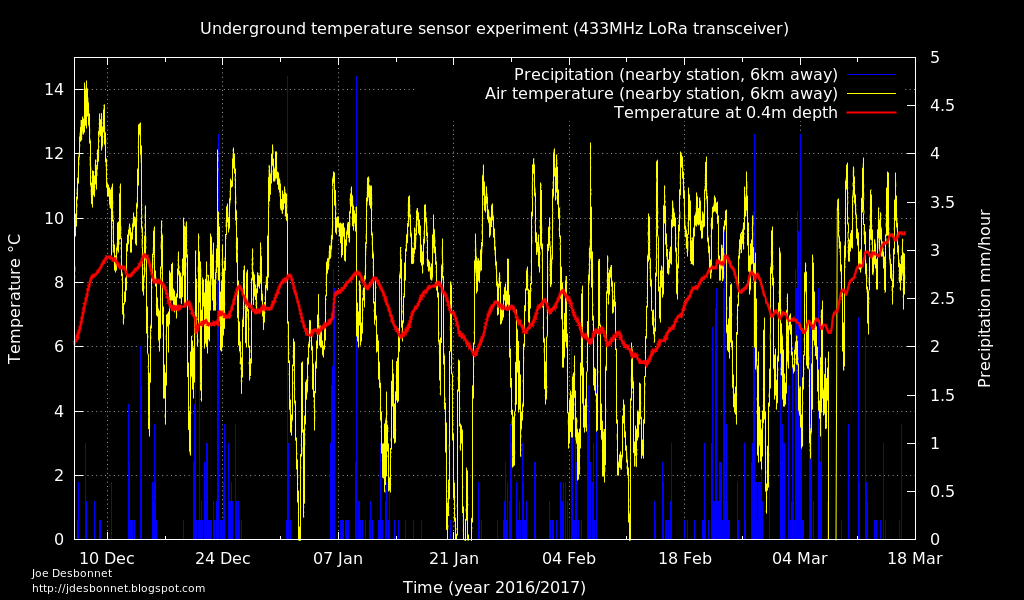 Underground temperature sensor experiment (433MHz LoRa transceiver)
Precipitation (nearby station, 6km away)
Air temperature (nearby station, 6km away)
Temperature at 0.4m depth
Temperature °C
14
12
10
8
6
4
2
0
5
4.5
4
3.5
3
2.5
2
1.5
1
0.5
0
Precipitation mm/hour
10 Dec 24 Dec 07 Jan 21 Jan 04 Feb 18 Feb 04 Mar 18 Mar
Time (year 2016/2017)
Joe Desbonnet
http://jdesbonnet.blogspot.com